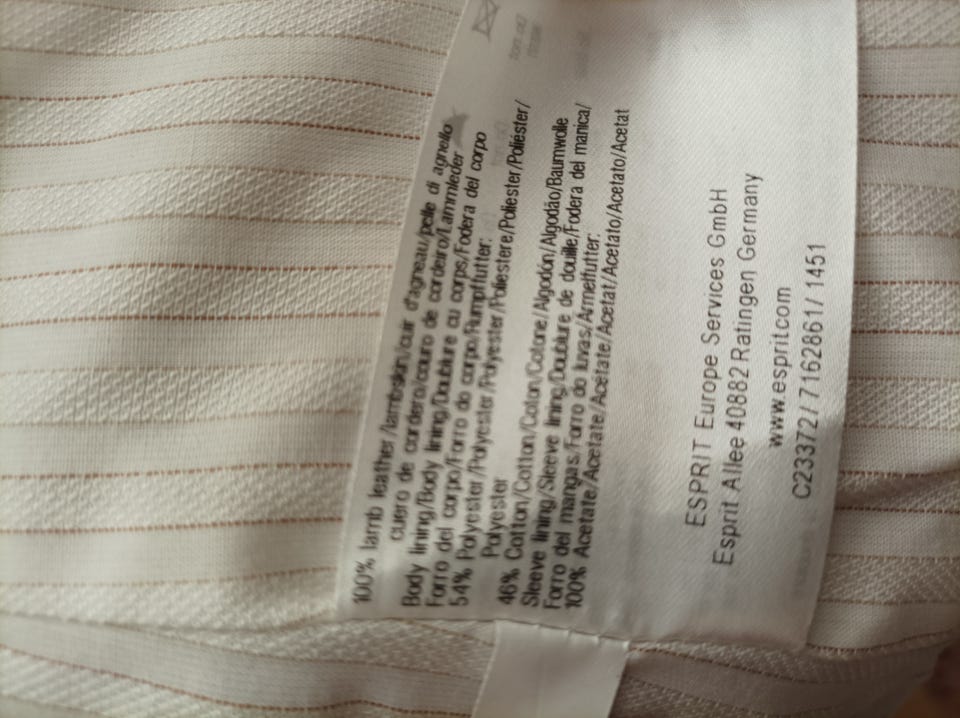 100% lamb leather/lambskin/cuir d'agneau/pelle di agnello
cuero de cordero/couro de cordeiro/Lammleder
Body lining/Body lining/Doublure cu corps/Fodera del corpo
Forro del corpo/Forro do corpo/Rumpffutter:
54% Polyester/Polyester/Polyester/Poliestere/Poliester/Poliéster/
Polyester
46% Cotton/Cotton/Coton/Cotone/Algodón/Algodão/Baumwolle
Sleeve lining/Sleeve lining/Doublure de douille/Fodera del manica/
Forro del mangas/Forro do luvas/Armelfutter:
100% Acetate/Acetate/Acétate/Acetat/Acetato/Acetato/Acetat
ESPRIT Europe Services GmbH
Esprit Allee 40882 Ratingen Germany
www.esprit.com
C23372/7162861/1451